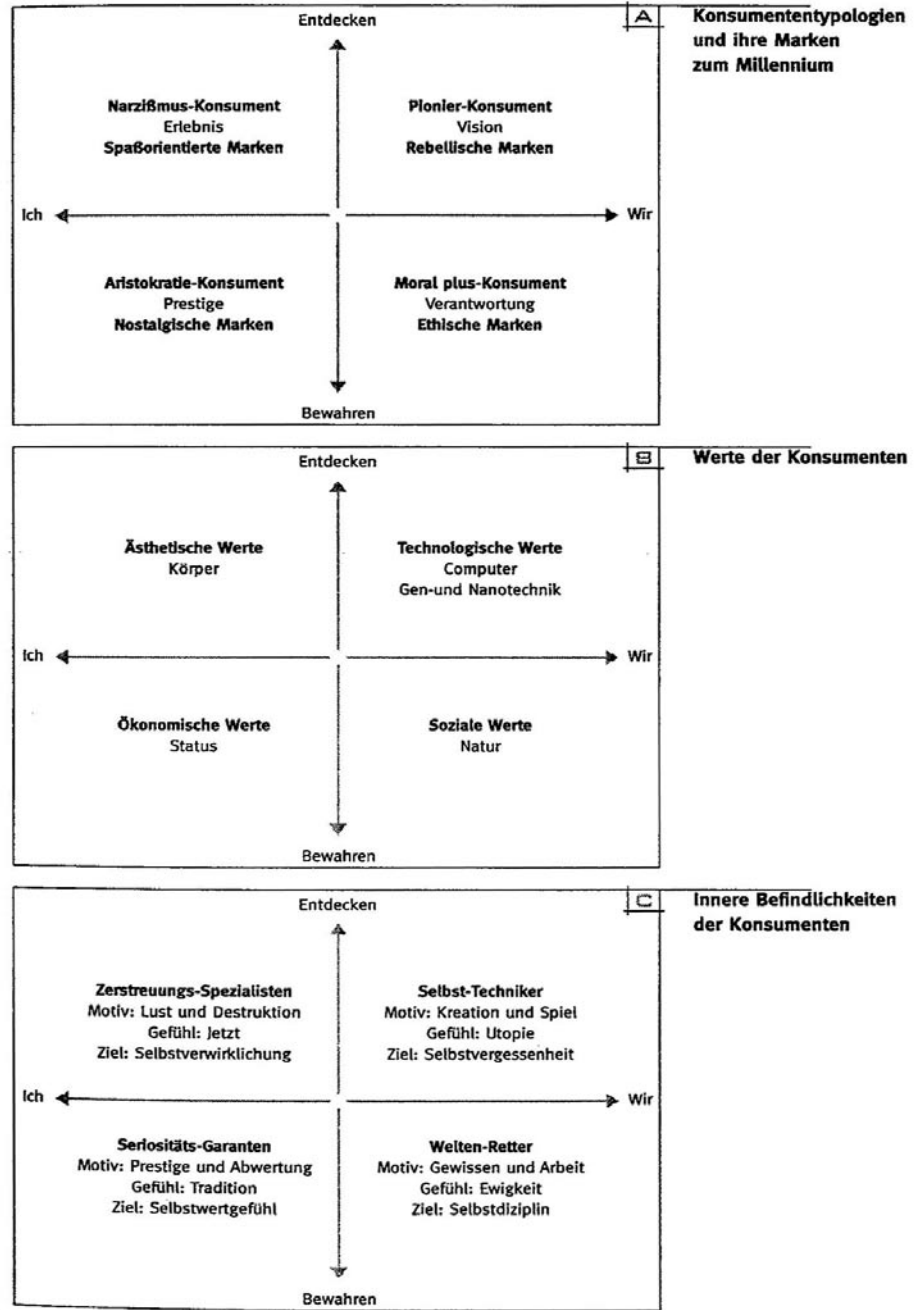 Entdecken
A
Konsumententypologien
und ihre Marken
zum Millennium
Narzißmus-Konsument
Erlebnis
Spaßorientierte Marken
Pionier-Konsument
Vision
Rebellische Marken
Ich
Wir
Aristokratie-Konsument
Prestige
Nostalgische Marken
Moral plus-Konsument
Verantwortung
Ethische Marken
Bewahren
Entdecken
B
Werte der Konsumenten
Ästhetische Werte
Körper
Technologische Werte
Computer
Gen-und Nanotechnik
Ich
Wir
Ökonomische Werte
Status
Soziale Werte
Natur
Bewahren
Entdecken
C
Innere Befindlichkeiten
der Konsumenten
Zerstreuungs-Spezialisten
Motiv: Lust und Destruktion
Gefühl: Jetzt
Ziel: Selbstverwirklichung
Selbst-Techniker
Motiv: Kreation und Spiel
Gefühl: Utopie
Ziel: Selbstvergessenheit
Ich
Wir
Seriositäts-Garanten
Motiv: Prestige und Abwertung
Gefühl: Tradition
Ziel: Selbstwertgefühl
Welten-Retter
Motiv: Gewissen und Arbeit
Gefühl: Ewigkeit
Ziel: Selbstdiziplin
Bewahren